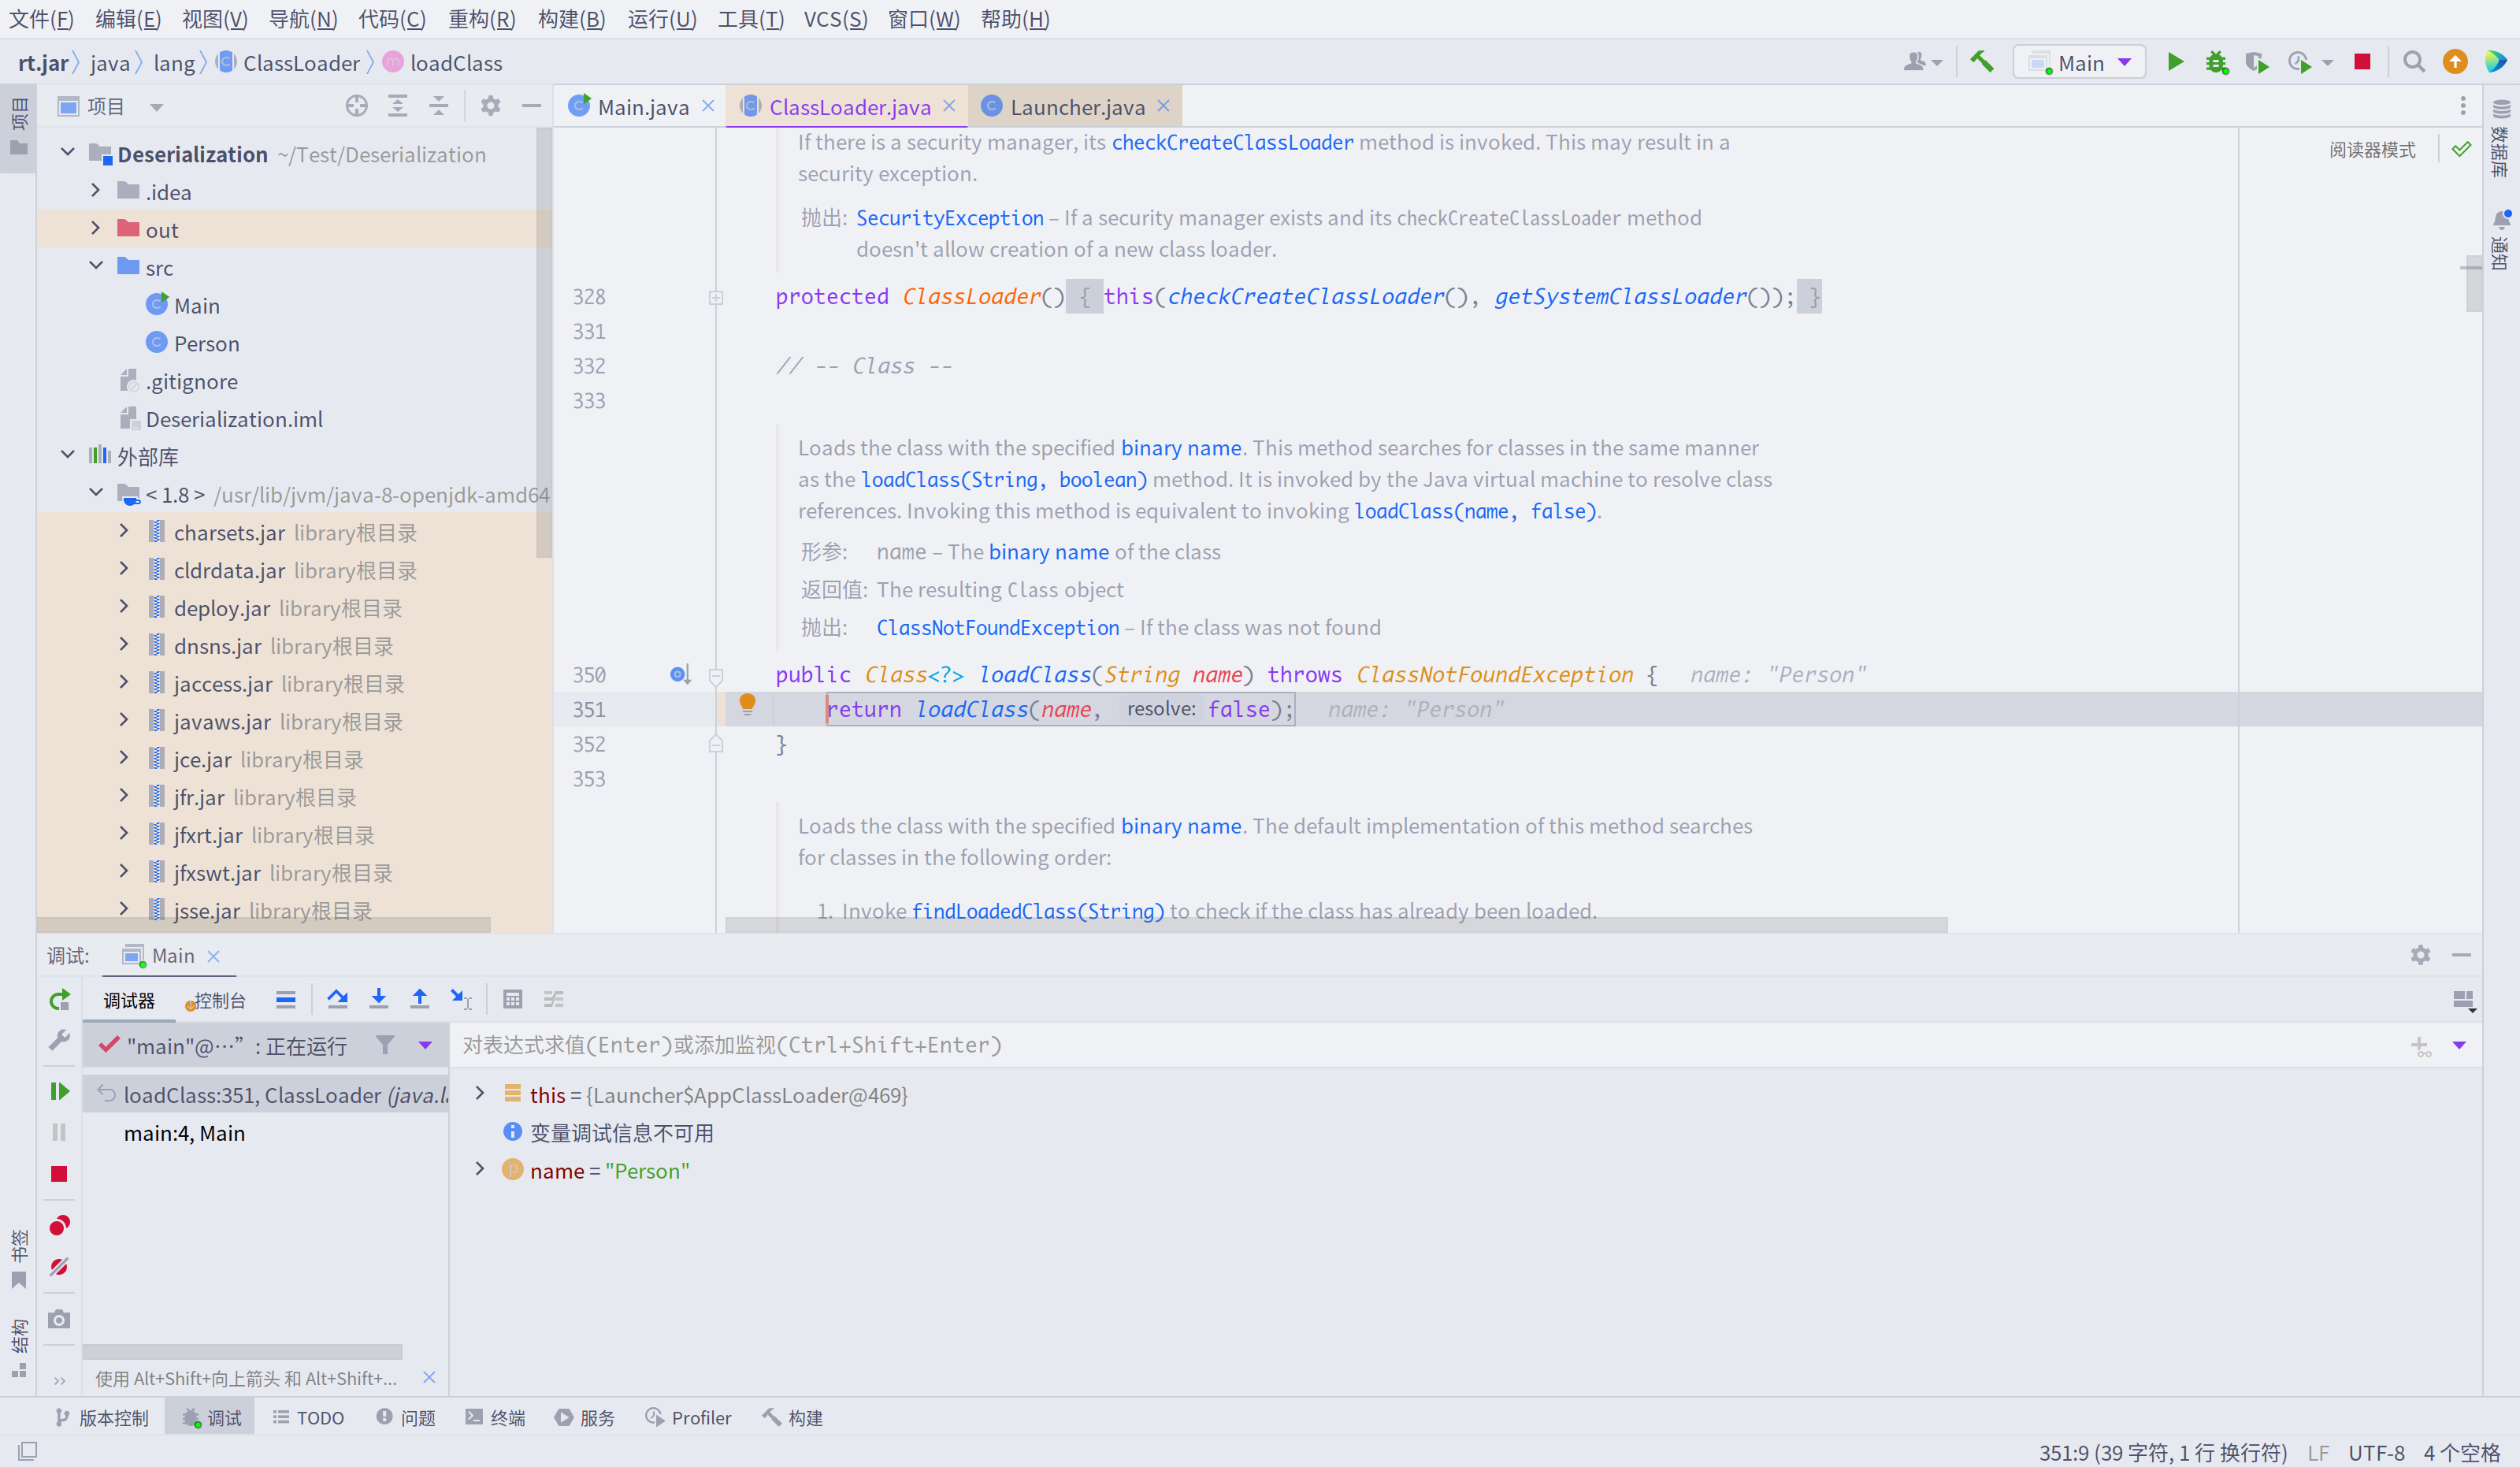 文件(F) 编辑(E) 视图(V) 导航(N) 代码(C) 重构(R) 构建(B) 运行(U) 工具(T) VCS(S) 窗口(W) 帮助(H)
rt.jar java lang ClassLoader loadClass
Main
项目
项目
Main.java ClassLoader.java Launcher.java
Deserialization ~/Test/Deserialization
.idea
out
src
Main
Person
.gitignore
Deserialization.iml
外部库
< 1.8 > /usr/lib/jvm/java-8-openjdk-amd64
charsets.jar library根目录
cldrdata.jar library根目录
deploy.jar library根目录
dnsns.jar library根目录
jaccess.jar library根目录
javaws.jar library根目录
jce.jar library根目录
jfr.jar library根目录
jfxrt.jar library根目录
jfxswt.jar library根目录
jsse.jar library根目录
If there is a security manager, its checkCreateClassLoader method is invoked. This may result in a
security exception.
抛出: SecurityException – If a security manager exists and its checkCreateClassLoader method
doesn't allow creation of a new class loader.
328 protected ClassLoader() { this(checkCreateClassLoader(), getSystemClassLoader()); }
331
332 // -- Class --
333
Loads the class with the specified binary name. This method searches for classes in the same manner
as the loadClass(String, boolean) method. It is invoked by the Java virtual machine to resolve class
references. Invoking this method is equivalent to invoking loadClass(name, false).
形参: name – The binary name of the class
返回值: The resulting Class object
抛出: ClassNotFoundException – If the class was not found
350 public Class<?> loadClass(String name) throws ClassNotFoundException { name: "Person"
351 return loadClass(name, resolve: false); name: "Person"
352 }
353
Loads the class with the specified binary name. The default implementation of this method searches
for classes in the following order:
1. Invoke findLoadedClass(String) to check if the class has already been loaded.
阅读器模式
数据库
通知
调试: Main
调试器 控制台
"main"@…" : 正在运行
对表达式求值(Enter)或添加监视(Ctrl+Shift+Enter)
loadClass:351, ClassLoader (java.la
main:4, Main
this = {Launcher$AppClassLoader@469}
变量调试信息不可用
name = "Person"
书签
结构
使用 Alt+Shift+向上箭头 和 Alt+Shift+...
版本控制 调试 TODO 问题 终端 服务 Profiler 构建
351:9 (39 字符, 1 行 换行符) LF UTF-8 4 个空格